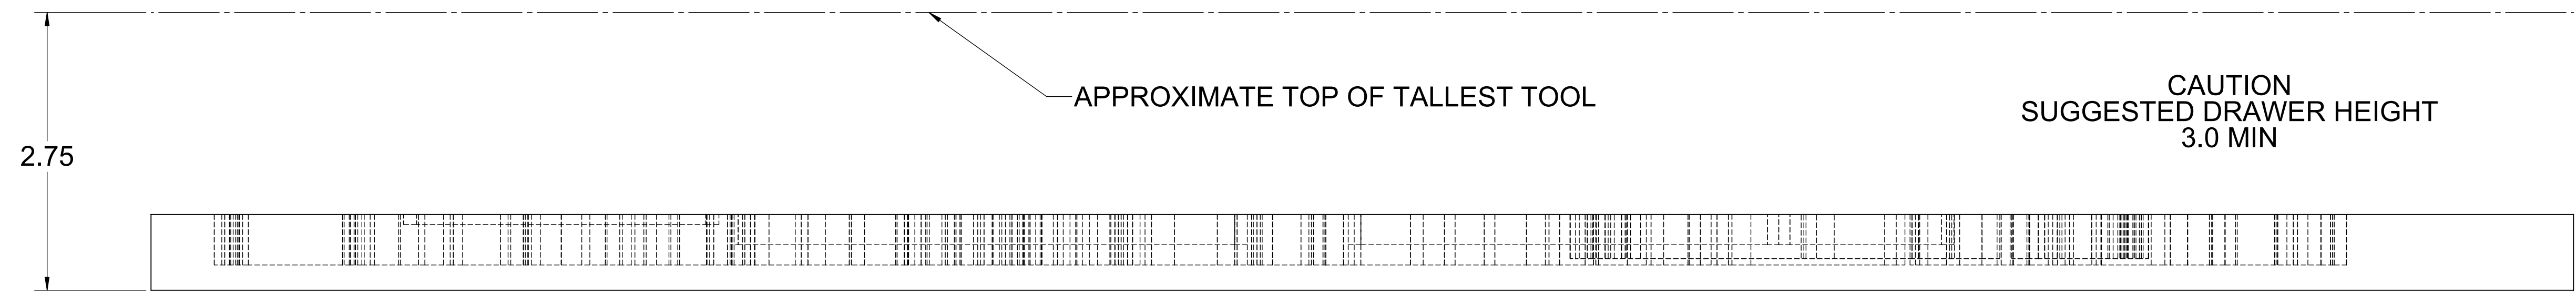 APPROXIMATE TOP OF TALLEST TOOL
CAUTION
SUGGESTED DRAWER HEIGHT
3.0 MIN
2.75